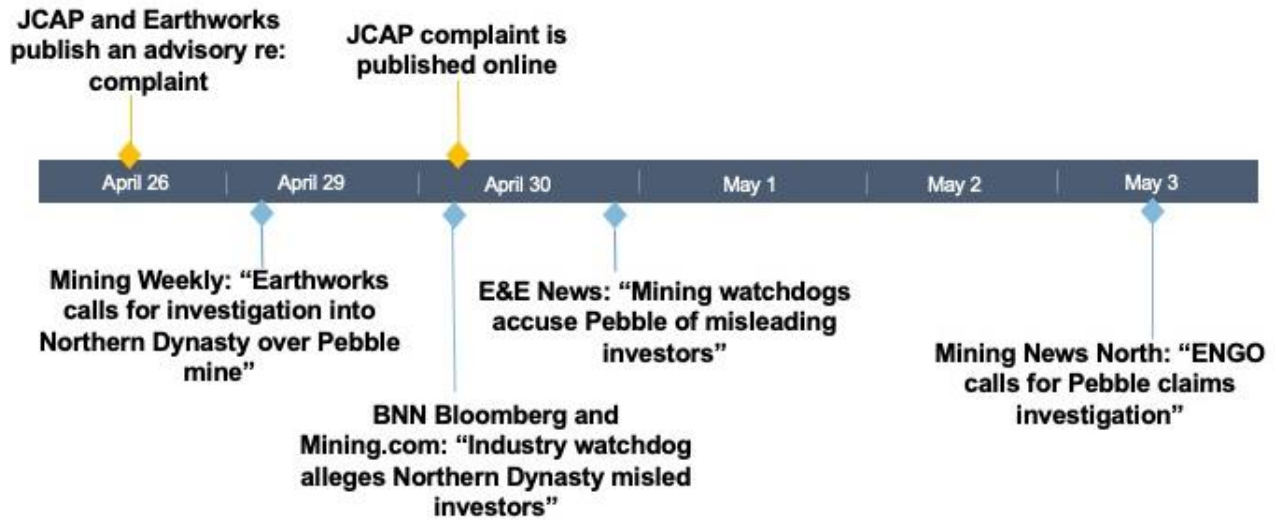 JCAP and Earthworks
publish an advisory re:
complaint
JCAP complaint is
published online
April 26
April 29
April 30
May 1
May 2
May 3
Mining Weekly: “Earthworks
calls for investigation into
Northern Dynasty over Pebble
mine”
E&E News: “Mining watchdogs
accuse Pebble of misleading
investors”
BNN Bloomberg and
Mining.com: “Industry watchdog
alleges Northern Dynasty misled
investors”
Mining News North: “ENGO
calls for Pebble claims
investigation”